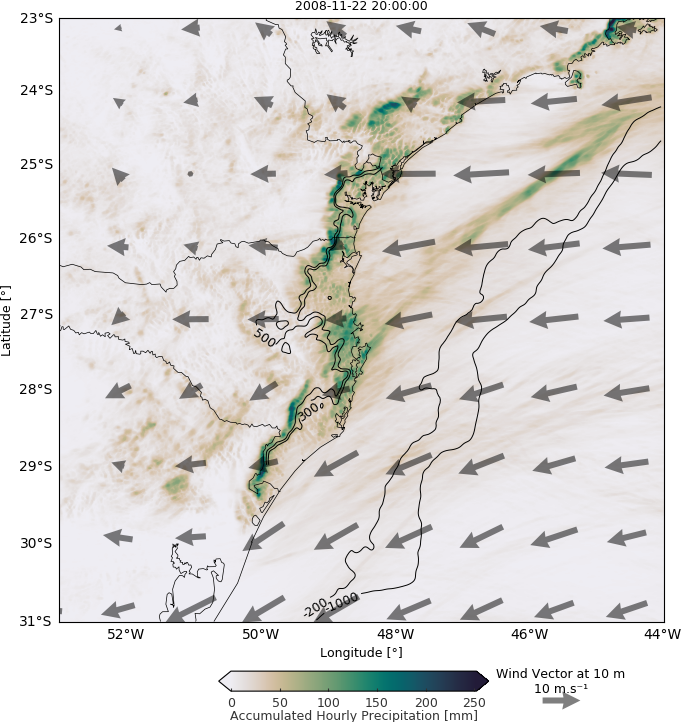 2008-11-22 20:00:00
23°S
24°S
25°S
26°S
27°S
28°S
29°S
30°S
31°S
Latitude [°]
500
300
-200
-1000
52°W 50°W 48°W 46°W 44°W
Longitude [°]
0 50 100 150 200 250
Accumulated Hourly Precipitation [mm]
Wind Vector at 10 m
10 m.s⁻¹